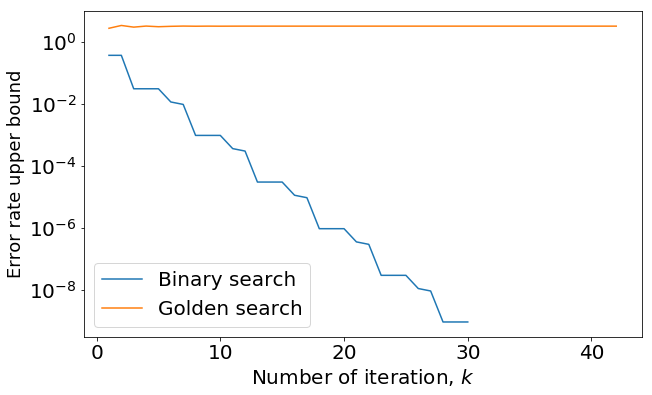 Error rate upper bound
10^0
10^−2
10^−4
10^−6
10^−8
Binary search
Golden search
0 10 20 30 40
Number of iteration, k